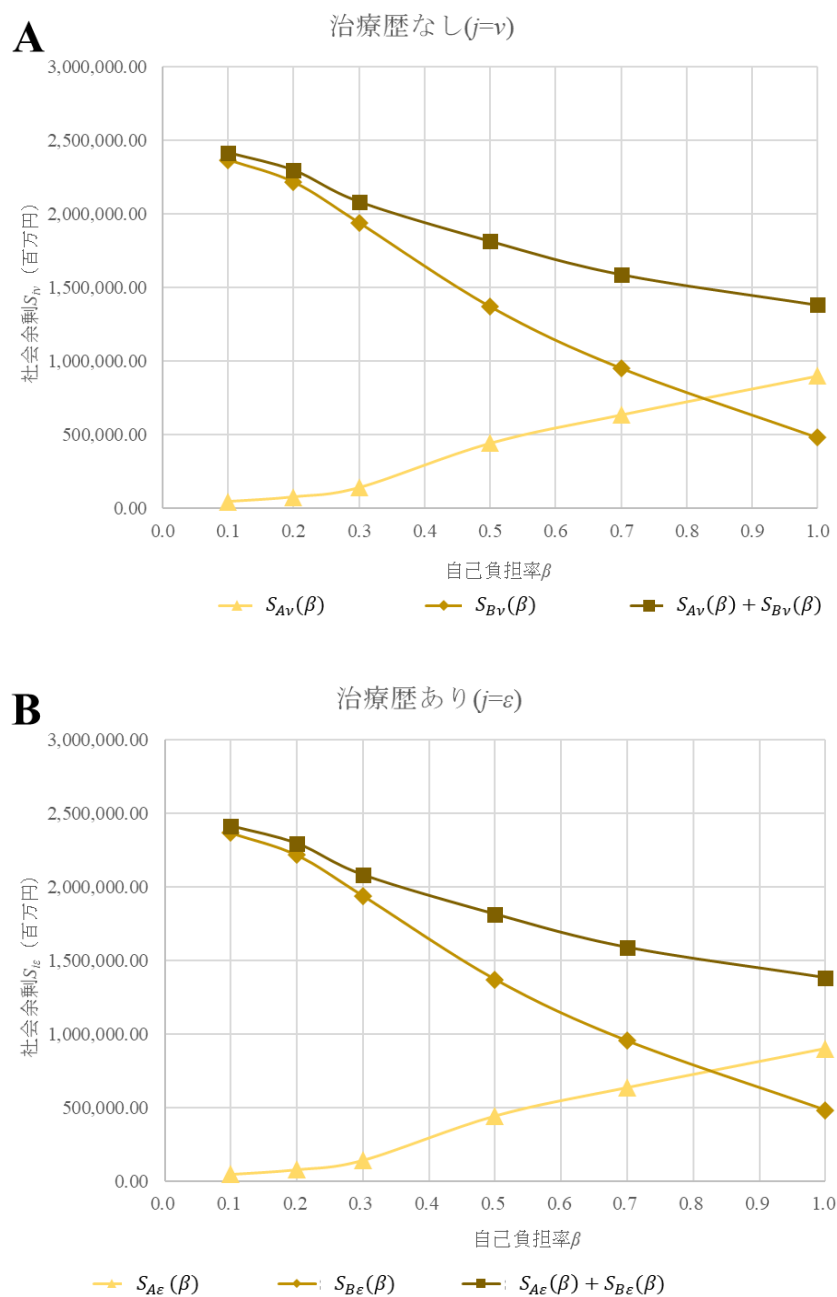 A
治療歴なし(j=ν)
3,000,000.00
2,500,000.00
2,000,000.00
1,500,000.00
1,000,000.00
500,000.00
0.00
社会余剰S_{iν}（百万円）
0.0 0.1 0.2 0.3 0.4 0.5 0.6 0.7 0.8 0.9 1.0
自己負担率β
S_{Aν}(β) S_{Bν}(β) S_{Aν}(β) + S_{Bν}(β)
B
治療歴あり(j=ε)
3,000,000.00
2,500,000.00
2,000,000.00
1,500,000.00
1,000,000.00
500,000.00
0.00
社会余剰S_{iε}（百万円）
0.0 0.1 0.2 0.3 0.4 0.5 0.6 0.7 0.8 0.9 1.0
自己負担率β
S_{Aε}(β) S_{Bε}(β) S_{Aε}(β) + S_{Bε}(β)